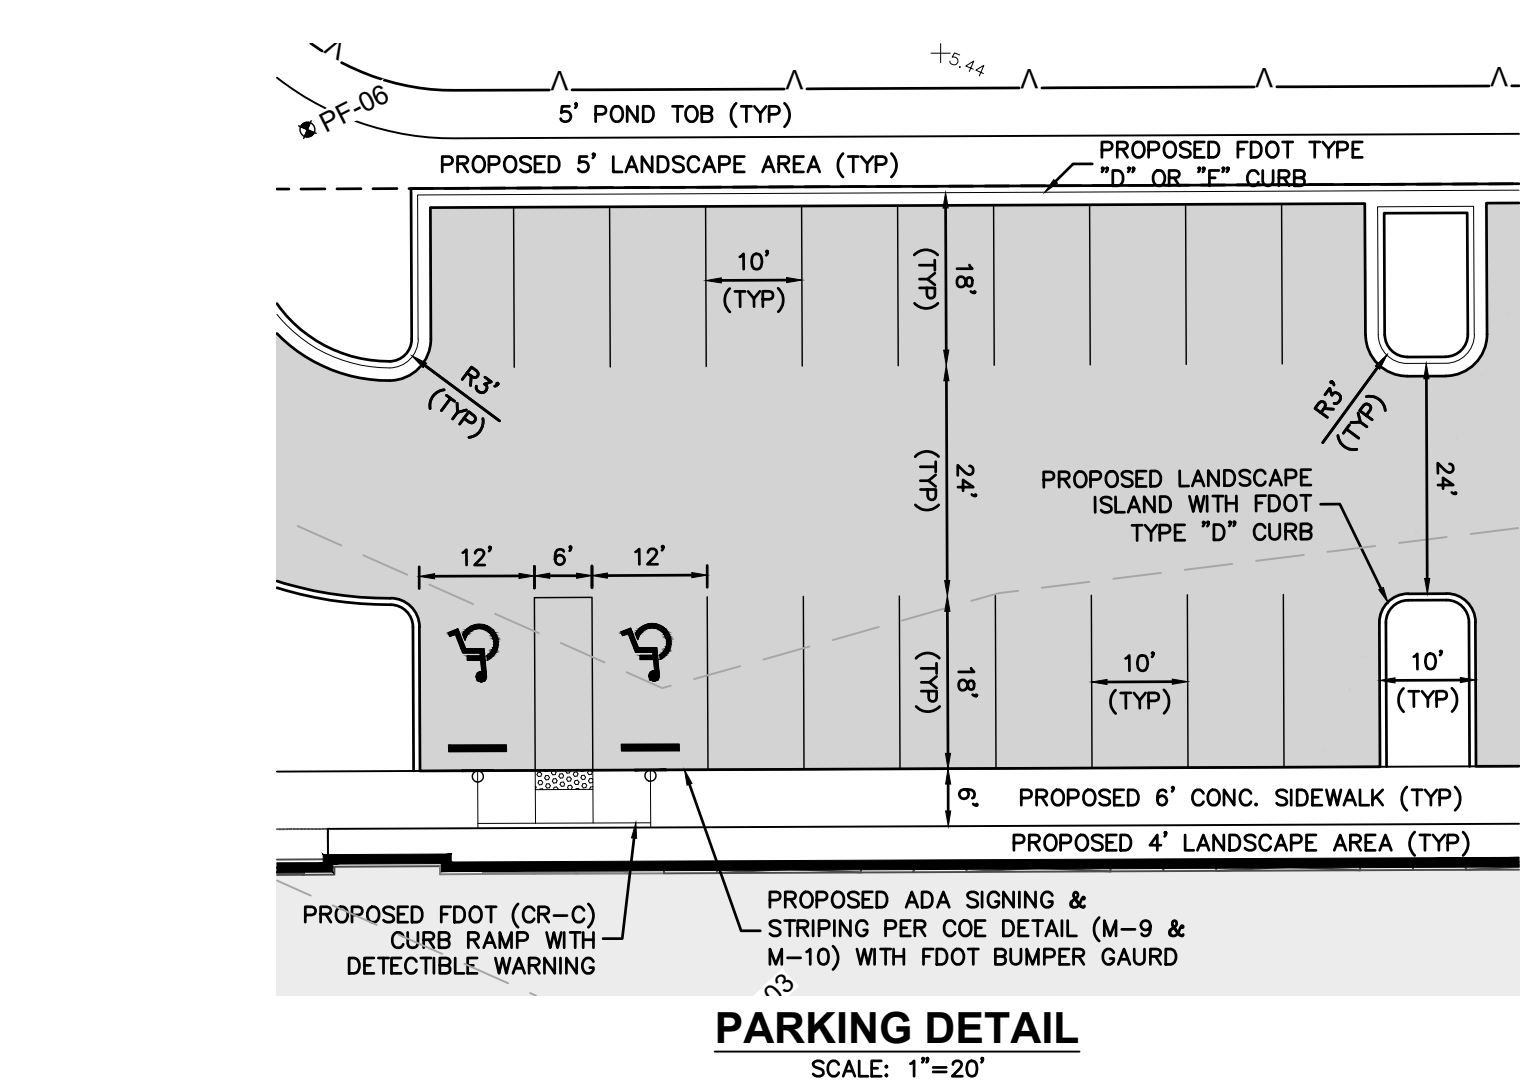 5.44
PF-06
5' POND TOB (TYP)
PROPOSED 5' LANDSCAPE AREA (TYP)
PROPOSED FDOT TYPE
"D" OR "F" CURB
10'
(TYP)
18'
(TYP)
R3'
(TYP)
R3'
(TYP)
24'
(TYP)
24'
PROPOSED LANDSCAPE
ISLAND WITH FDOT
TYPE "D" CURB
12'
6'
12'
18'
(TYP)
10'
(TYP)
10'
(TYP)
6'
PROPOSED 6' CONC. SIDEWALK (TYP)
PROPOSED 4' LANDSCAPE AREA (TYP)
PROPOSED FDOT (CR-C)
CURB RAMP WITH
DETECTIBLE WARNING
PROPOSED ADA SIGNING &
STRIPING PER COE DETAIL (M-9 &
M-10) WITH FDOT BUMPER GAURD
03
PARKING DETAIL
SCALE: 1"=20'